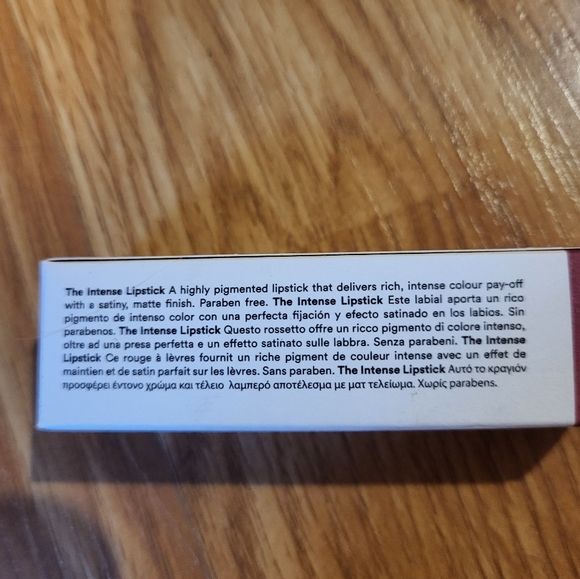 The Intense Lipstick A highly pigmented lipstick that delivers rich, intense colour pay-off
with a satiny, matte finish. Paraben free. The Intense Lipstick Este labial aporta un rico
pigmento de intenso color con una perfecta fijación y efecto satinado en los labios. Sin
parabenos. The Intense Lipstick Questo rossetto offre un ricco pigmento di colore intenso,
oltre ad una presa perfetta e un effetto satinato sulle labbra. Senza parabeni. The Intense
Lipstick Ce rouge à lèvres fournit un riche pigment de couleur intense avec un effet de
maintien et de satin parfait sur les lèvres. Sans paraben. The Intense Lipstick Αυτό το κραγιόν
προσφέρει έντονο χρώμα και τέλειο λαμπερό αποτέλεσμα με ματ τελείωμα. Χωρίς parabens.